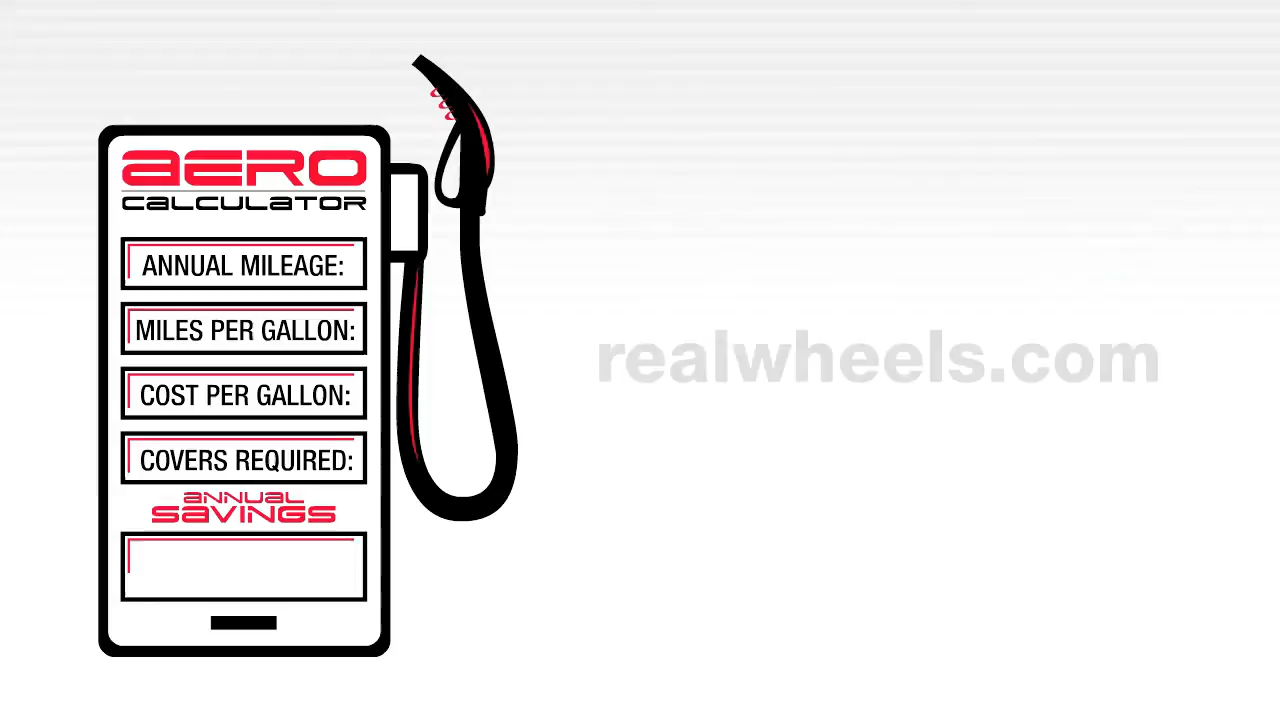 AERO
CALCULATOR
ANNUAL MILEAGE:
MILES PER GALLON:
COST PER GALLON:
COVERS REQUIRED:
ANNUAL
SAVINGS
realwheels.com